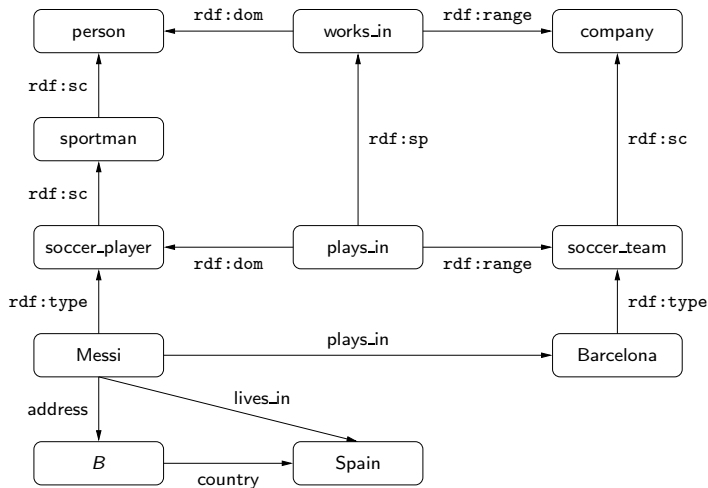 rdf:dom
rdf:range
person
works_in
company
rdf:sc
sportman
rdf:sp
rdf:sc
rdf:sc
soccer_player
plays_in
soccer_team
rdf:dom
rdf:range
rdf:type
rdf:type
plays_in
Messi
Barcelona
lives_in
address
B
Spain
country